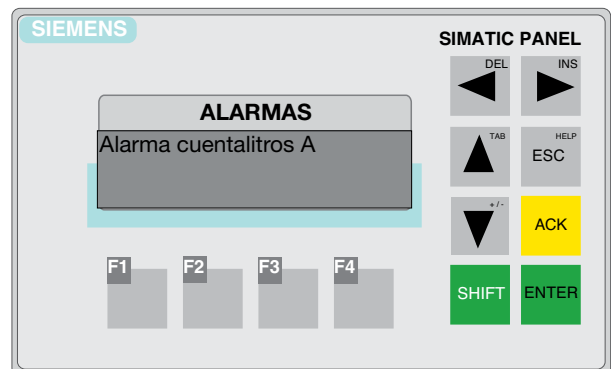 SIEMENS
SIMATIC PANEL
DEL
INS
ALARMAS
Alarma cuentalitros A
TAB
HELP
ESC
+ / -
ACK
F1
F2
F3
F4
SHIFT
ENTER